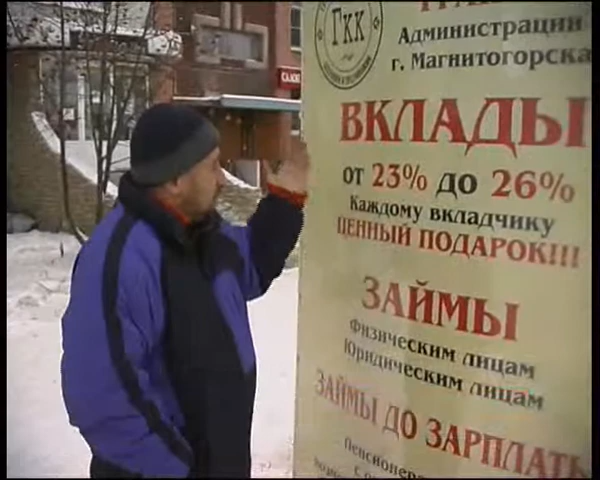 ГКК
Администрации
г. МАГНИТОГОРСКА
ВКЛАДЫ
от 23% до 26%
КАЖДОМУ ВКЛАДЧИКУ
ЦЕННЫЙ ПОДАРОК!!!
ЗАЙМЫ
Физическим лицам
Юридическим лицам
ЗАЙМЫ ДО ЗАРПЛАТЫ